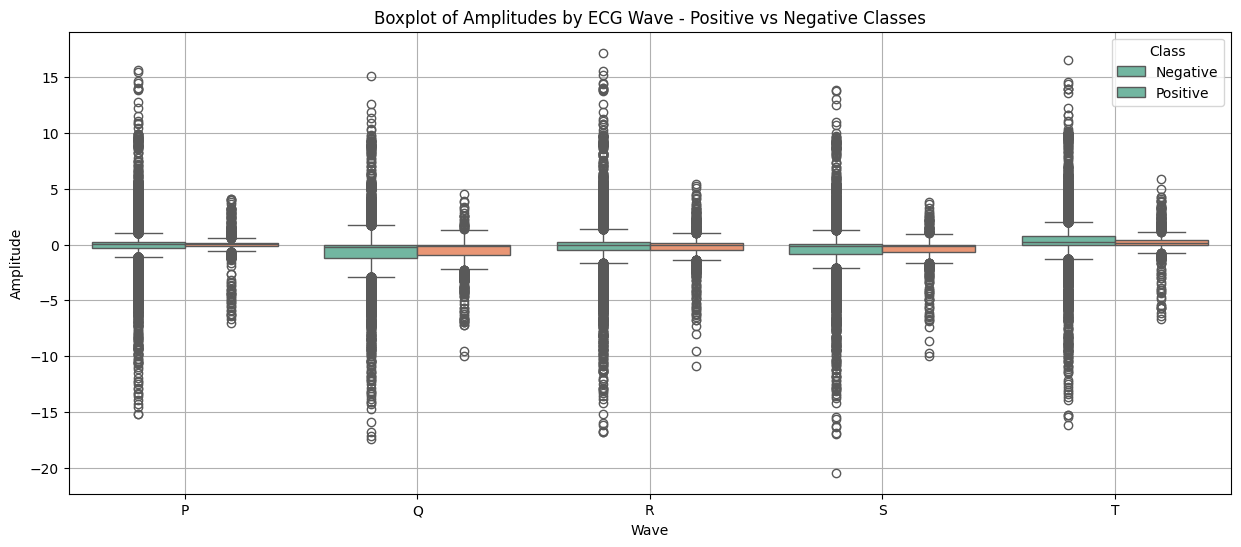 Boxplot of Amplitudes by ECG Wave - Positive vs Negative Classes
Class
Negative
Positive
15
10
5
0
−5
−10
−15
−20
Amplitude
P
Q
R
S
T
Wave